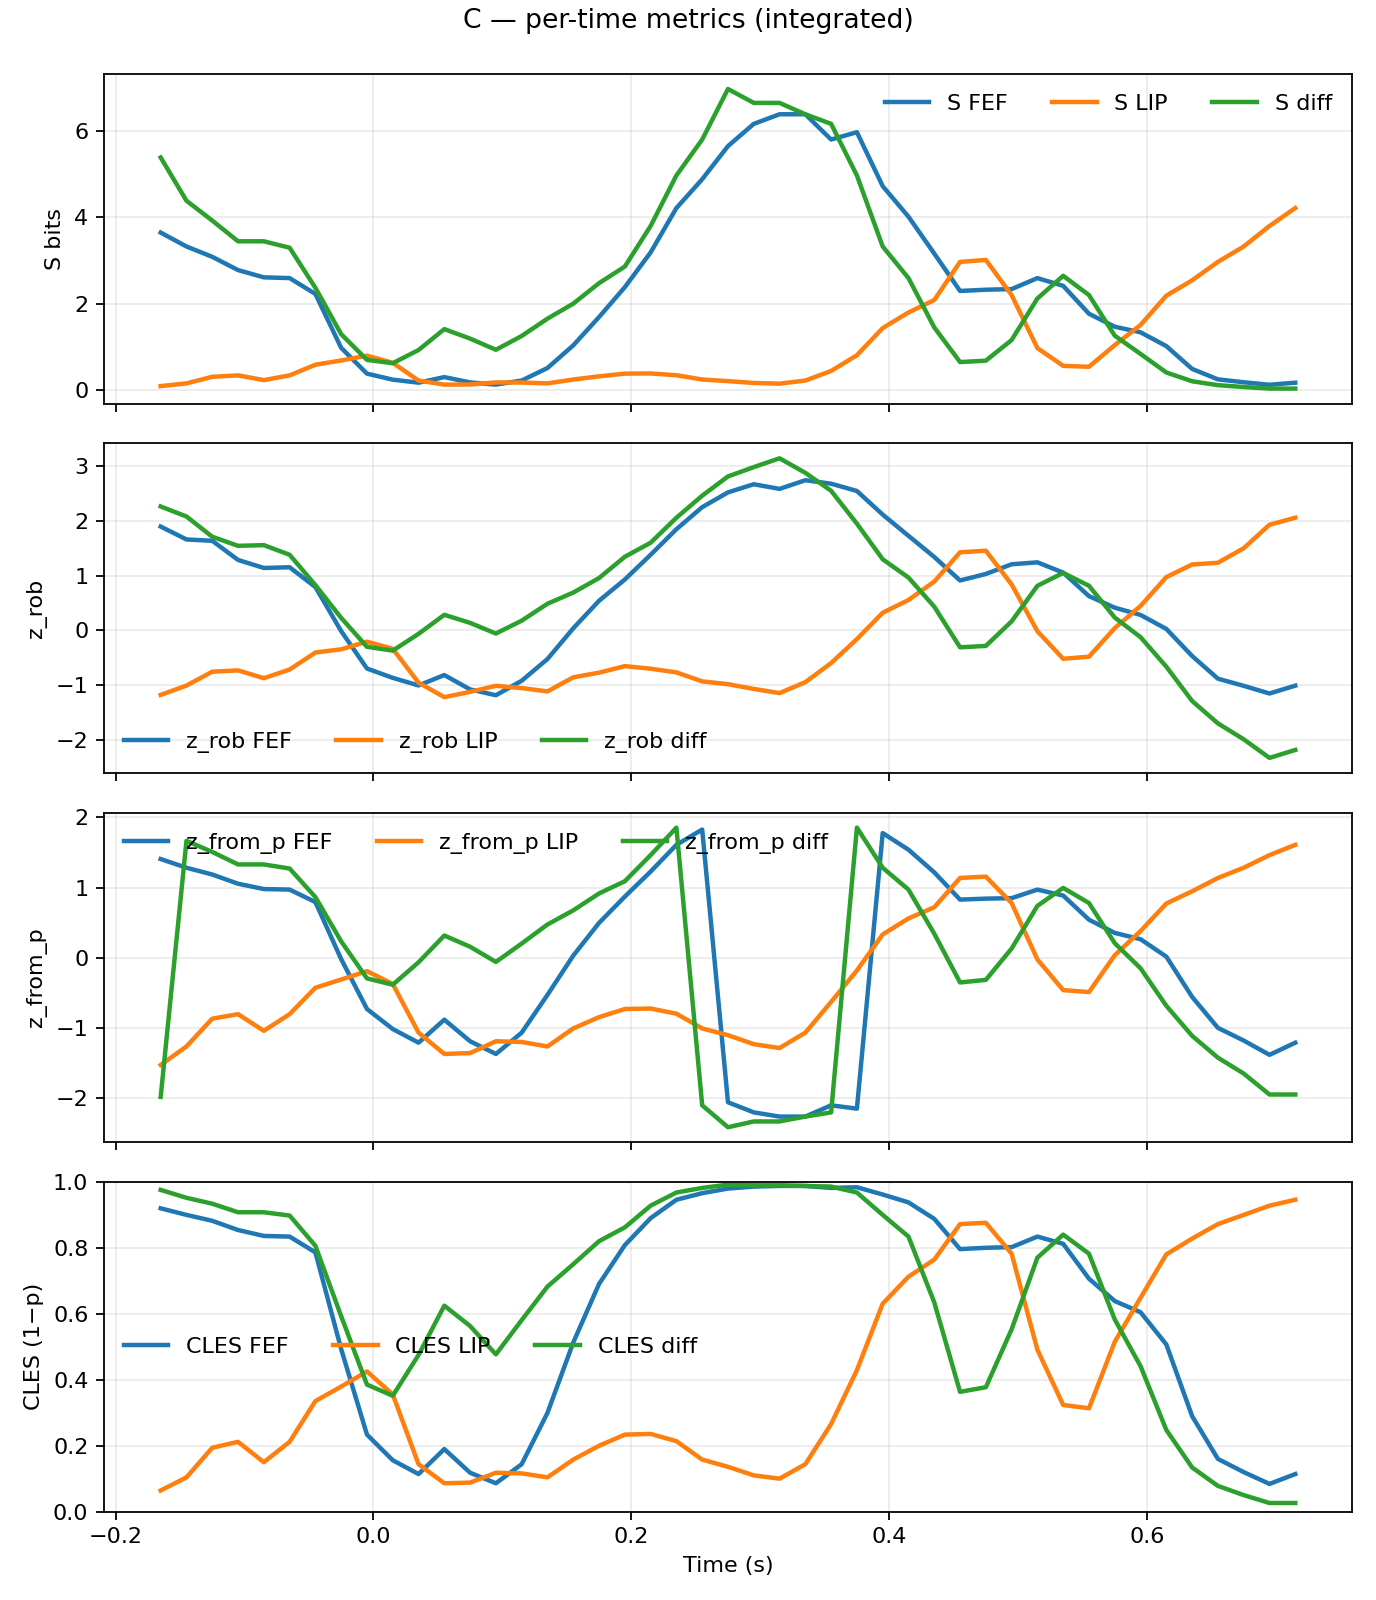 C — per-time metrics (integrated)
S bits
6
4
2
0
S FEF S LIP S diff
z_rob
3
2
1
0
−1
−2
z_rob FEF z_rob LIP z_rob diff
z_from_p
2
1
0
−1
−2
z_from_p FEF z_from_p LIP z_from_p diff
CLES (1−p)
1.0
0.8
0.6
0.4
0.2
0.0
CLES FEF CLES LIP CLES diff
−0.2 0.0 0.2 0.4 0.6
Time (s)